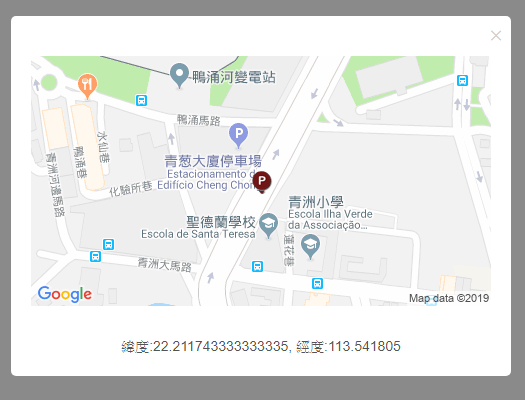 ×
鴨涌河變電站
鴨涌馬路
水仙巷
鴨涌巷
青洲河邊馬路
化驗所巷
P
青葱大廈停車場
Estacionamento d
Edifício Cheng Chon
P
青洲小學
Escola Ilha Verde
da Associação...
聖德蘭學校
Escola de Santa Teresa
蓮花巷
青洲大馬路
Google
Map data ©2019
緯度:22.211743333333335, 經度:113.541805